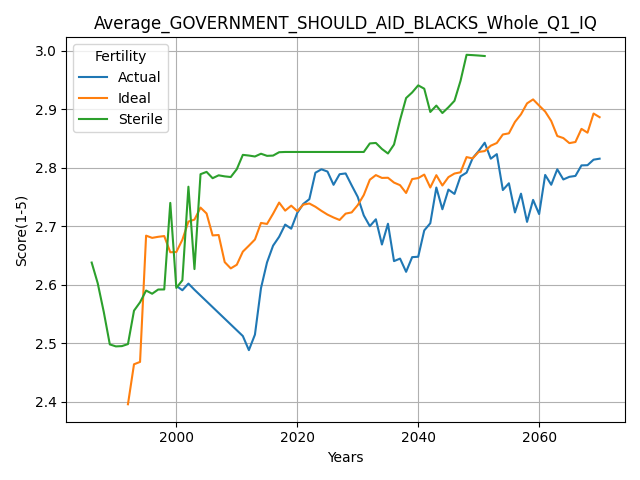 Average_GOVERNMENT_SHOULD_AID_BLACKS_Whole_Q1_IQ
Fertility
Actual
Ideal
Sterile
3.0
2.9
2.8
2.7
2.6
2.5
2.4
Score(1-5)
2000
2020
2040
2060
Years